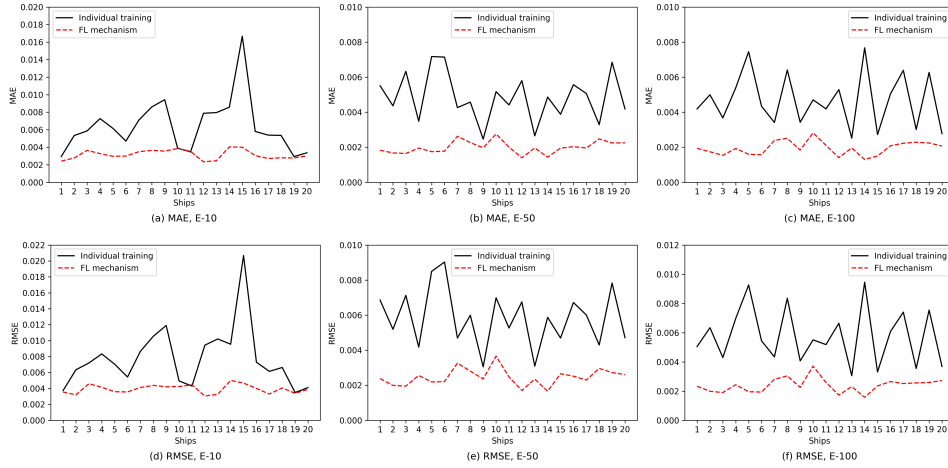 0.020
0.018
0.016
0.014
0.012
0.010
0.008
0.006
0.004
0.002
0.000
MAE
Individual training
FL mechanism
1 2 3 4 5 6 7 8 9 10 11 12 13 14 15 16 17 18 19 20
Ships
(a) MAE, E-10
0.010
0.008
0.006
0.004
0.002
0.000
MAE
Individual training
FL mechanism
1 2 3 4 5 6 7 8 9 10 11 12 13 14 15 16 17 18 19 20
Ships
(b) MAE, E-50
0.010
0.008
0.006
0.004
0.002
0.000
MAE
Individual training
FL mechanism
1 2 3 4 5 6 7 8 9 10 11 12 13 14 15 16 17 18 19 20
Ships
(c) MAE, E-100
0.022
0.020
0.018
0.016
0.014
0.012
0.010
0.008
0.006
0.004
0.002
0.000
RMSE
Individual training
FL mechanism
1 2 3 4 5 6 7 8 9 10 11 12 13 14 15 16 17 18 19 20
Ships
(d) RMSE, E-10
0.010
0.008
0.006
0.004
0.002
0.000
RMSE
Individual training
FL mechanism
1 2 3 4 5 6 7 8 9 10 11 12 13 14 15 16 17 18 19 20
Ships
(e) RMSE, E-50
0.012
0.010
0.008
0.006
0.004
0.002
0.000
RMSE
Individual training
FL mechanism
1 2 3 4 5 6 7 8 9 10 11 12 13 14 15 16 17 18 19 20
Ships
(f) RMSE, E-100